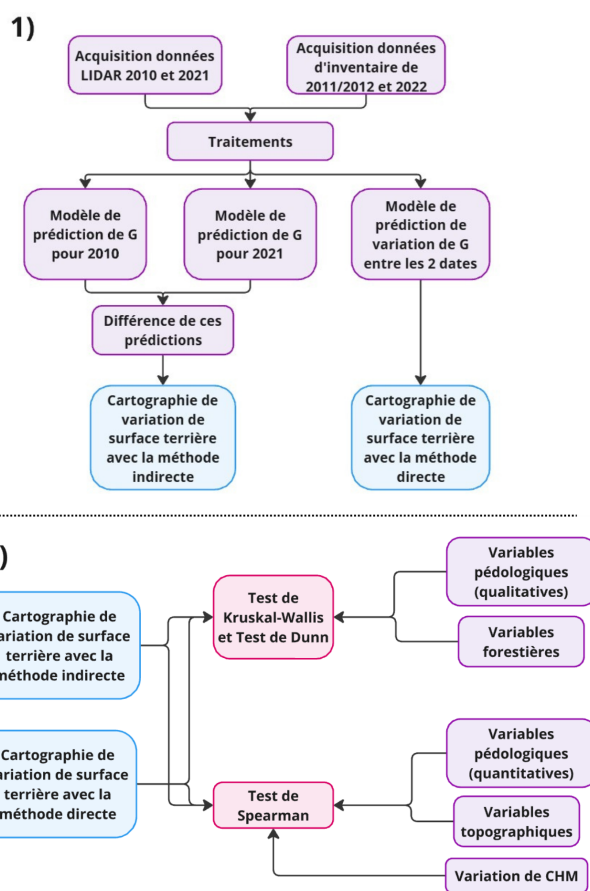 1)
Acquisition données
LIDAR 2010 et 2021
Acquisition données
d'inventaire de
2011/2012 et 2022
Traitements
Modèle de
prédiction de G
pour 2010
Modèle de
prédiction de G
pour 2021
Modèle de
prédiction de
variation de G
entre les 2 dates
Différence de ces
prédictions
Cartographie de
variation de
surface terrière
avec la méthode
indirecte
Cartographie de
variation de
surface terrière
avec la méthode
directe
)
Cartographie de
ariation de surface
terrière avec la
méthode indirecte
Cartographie de
ariation de surface
terrière avec la
méthode directe
Test de
Kruskal-Wallis
et Test de Dunn
Test de
Spearman
Variables
pédologiques
(qualitatives)
Variables
forestières
Variables
pédologiques
(quantitatives)
Variables
topographiques
Variation de CHM